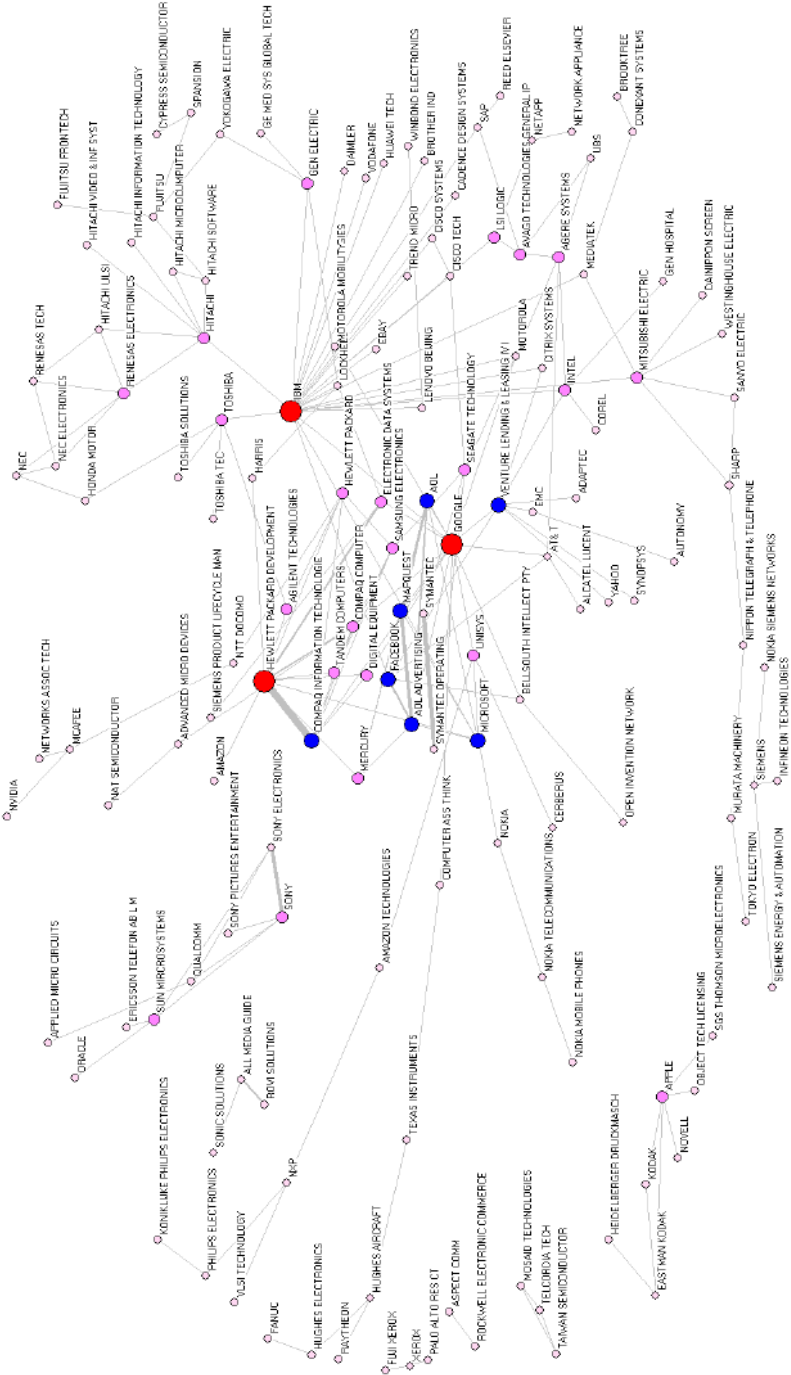 NVIDIA
NETWORKS ASSOC TECH
MCAFEE
NAT SEMICONDUCTOR
ADVANCED MICRO DEVICES
SIEMENS PRODUCT LIFECYCLE MAN
AMAZON
NTT DOCOMO
NEC
RENESAS TECH
NEC ELECTRONICS
HONDA MOTOR
HITACHI ULSI
RENESAS ELECTRONICS
FUJITSU FRONTECH
HITACHI VIDEO & INF SYST
HITACHI INFORMATION TECHNOLOGY
FUJITSU
CYPRESS SEMICONDUCTOR
SPANSION
HITACHI MICROCOMPUTER
HITACHI SOFTWARE
HITACHI
YOKOGAWA ELECTRIC
GE MED SYS GLOBAL TECH
GEN ELECTRIC
TOSHIBA SOLUTIONS
TOSHIBA TEC
TOSHIBA
HARRIS
IBM
DAIMLER
VODAFONE
HUAWEI TECH
WINBOND ELECTRONICS
BROTHER IND
CISCO SYSTEMS
CADENCE DESIGN SYSTEMS
TREND MICRO
CISCO TECH
EBAY
LENOVO BEIJING
SAP
REED ELSEVIER
LSI LOGIC
AVAGO TECHNOLOGIES GENERAL IP
NETAPP
NETWORK APPLIANCE
UBS
AGERE SYSTEMS
BROOKTREE
CONEXANT SYSTEMS
MEDIATEK
GEN HOSPITAL
DAINIPPON SCREEN
WESTINGHOUSE ELECTRIC
MITSUBISHI ELECTRIC
SANYO ELECTRIC
SHARP
MOTOROLA
CITRIX SYSTEMS
INTEL
COREL
SEAGATE TECHNOLOGY
HEWLETT PACKARD
ELECTRONIC DATA SYSTEMS
SAMSUNG ELECTRONICS
AOL
GOOGLE
VENTURE LENDING & LEASING IVI
EMC
ADAPTEC
AT& T
ALCATEL LUCENT
YAHOO
SYNOPSYS
AUTONOMY
HEWLETT PACKARD DEVELOPMENT
AGILENT TECHNOLOGIES
COMPAQ INFORMATION TECHNOLOGIE
TANDEM COMPUTERS
COMPAQ COMPUTER
DIGITAL EQUIPMENT
MAPQUEST
FACEBOOK
SYMANTEC
AOL ADVERTISING
SYMANTEC OPERATING
UNISYS
MICROSOFT
MERCURY
BELLSOUTH INTELLECT PTY
OPEN INVENTION NETWORK
CERBERUS
NOKIA
NOKIA TELECOMMUNICATIONS
NOKIA MOBILE PHONES
COMPUTER ASS THINK
AMAZON TECHNOLOGIES
TEXAS INSTRUMENTS
NIPPON TELEGRAPH & TELEPHONE
NOKIA SIEMENS NETWORKS
MURATA MACHINERY
SIEMENS
INFINEON TECHNOLOGIES
TOKYO ELECTRON
SIEMENS ENERGY & AUTOMATION
SONY ELECTRONICS
SONY PICTURES ENTERTAINMENT
SONY
QUALCOMM
SUN MIRCROSYSTEMS
ERICSSON TELEFON AB L M
APPLIED MICRO CIRCUITS
ORACLE
ALL MEDIA GUIDE
ROVI SOLUTIONS
SONIC SOLUTIONS
KONIKLIJKE PHILIPS ELECTRONICS
PHILIPS ELECTRONICS
NXP
VLSI TECHNOLOGY
FANUC
HUGHES ELECTRONICS
RAYTHEON
HUGHES AIRCRAFT
FUJI XEROX
XEROX
PALO ALTO RES CT
ASPECT COMM
ROCKWELL ELECTRONIC COMMERCE
MOSAID TECHNOLOGIES
TELCORDIA TECH
TAIWAN SEMICONDUCTOR
SGS THOMSON MICROELECTRONICS
OBJECT TECH LICENSING
APPLE
NOVELL
KODAK
HEIDELBERGER DRUCKMASCH
EASTMAN KODAK